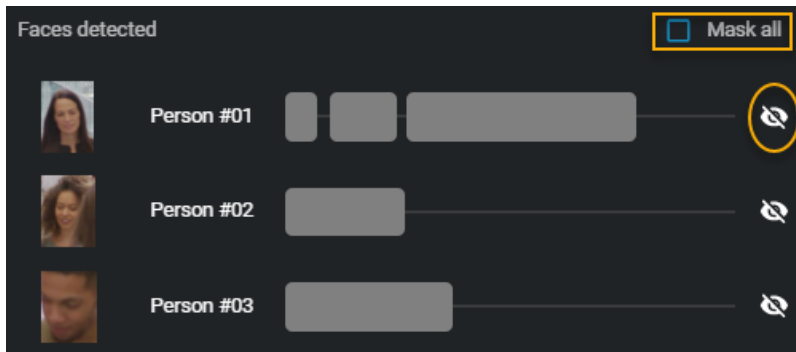 Faces detected
Mask all
Person #01
Person #02
Person #03